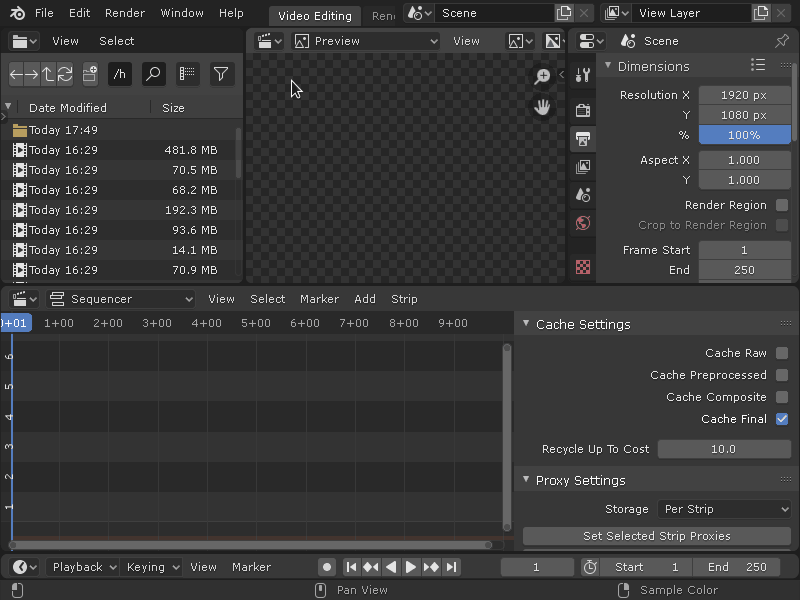 File Edit Render Window Help Video Editing Ren Scene View Layer
View Select Preview View Scene
/h Dimensions
Date Modified Size
Resolution X 1920 px
Today 17:49
Y 1080 px
Today 16:29 481.8 MB
% 100%
Today 16:29 70.5 MB
Aspect X 1.000
Today 16:29 68.2 MB
Y 1.000
Today 16:29 192.3 MB
Render Region
Today 16:29 93.6 MB
Crop to Render Region
Today 16:29 14.1 MB
Frame Start 1
Today 16:29 70.9 MB
End 250
Sequencer View Select Marker Add Strip
0+01 1+00 2+00 3+00 4+00 5+00 6+00 7+00 8+00 9+00
Cache Settings
6
Cache Raw
5
Cache Preprocessed
4
Cache Composite
3
Cache Final
2
Recycle Up To Cost 10.0
1
Proxy Settings
Storage Per Strip
Set Selected Strip Proxies
Playback Keying View Marker 1 Start 1 End 250
Pan View Sample Color